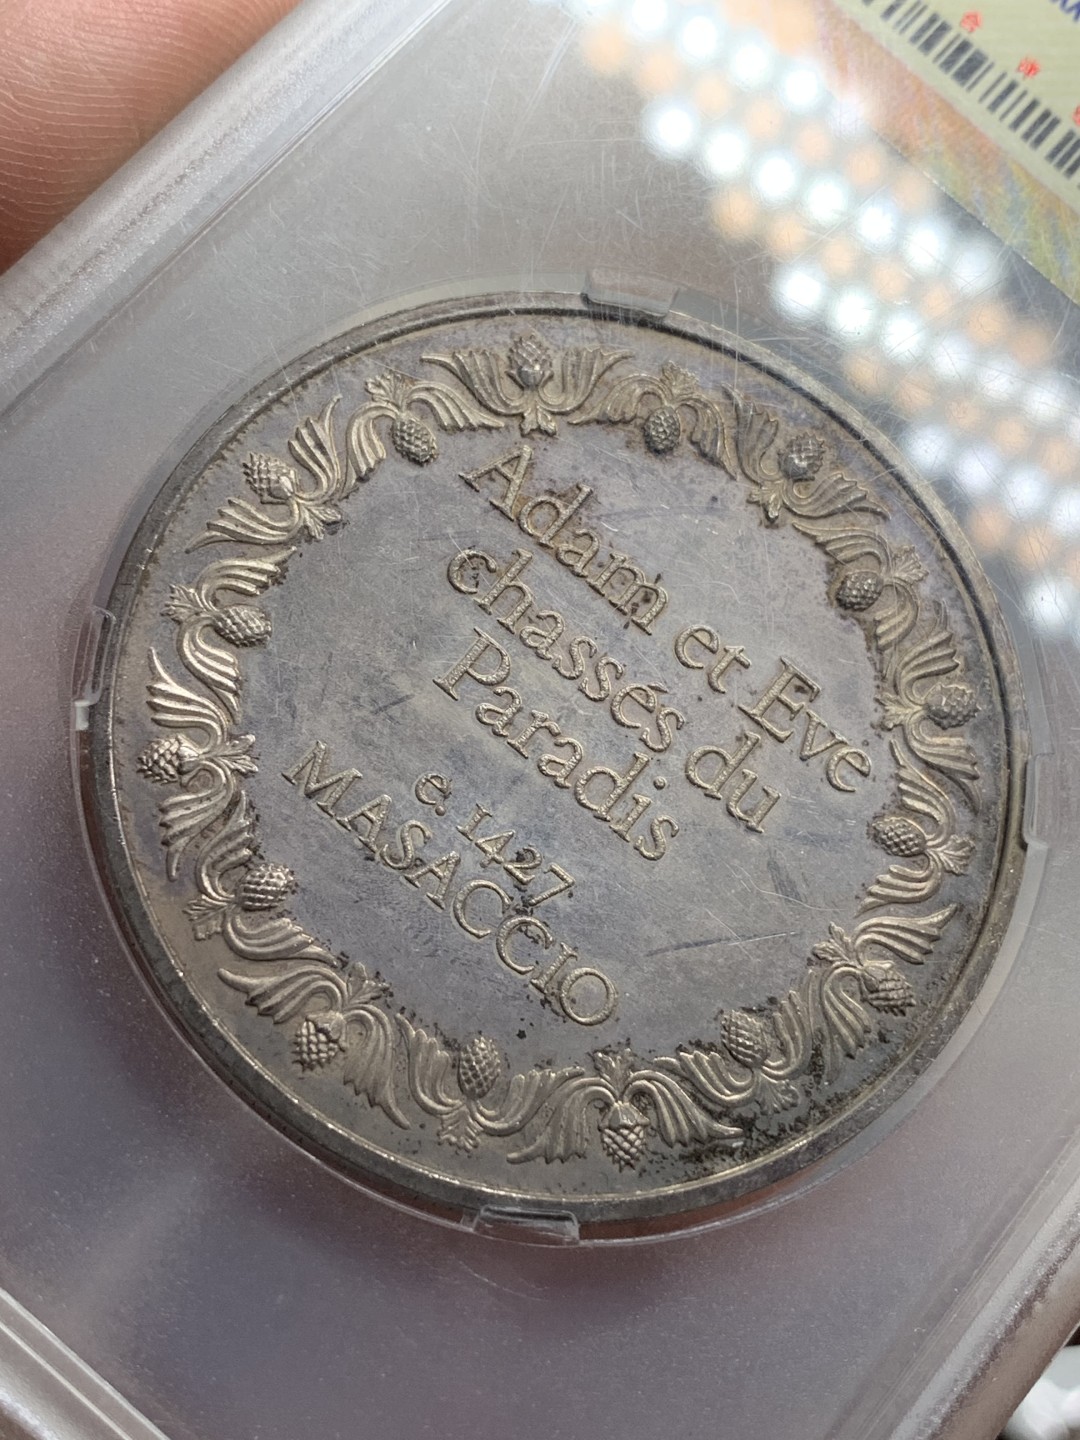 Adam et Eve
chassés du
Paradis
e. 1427
MASACCIO